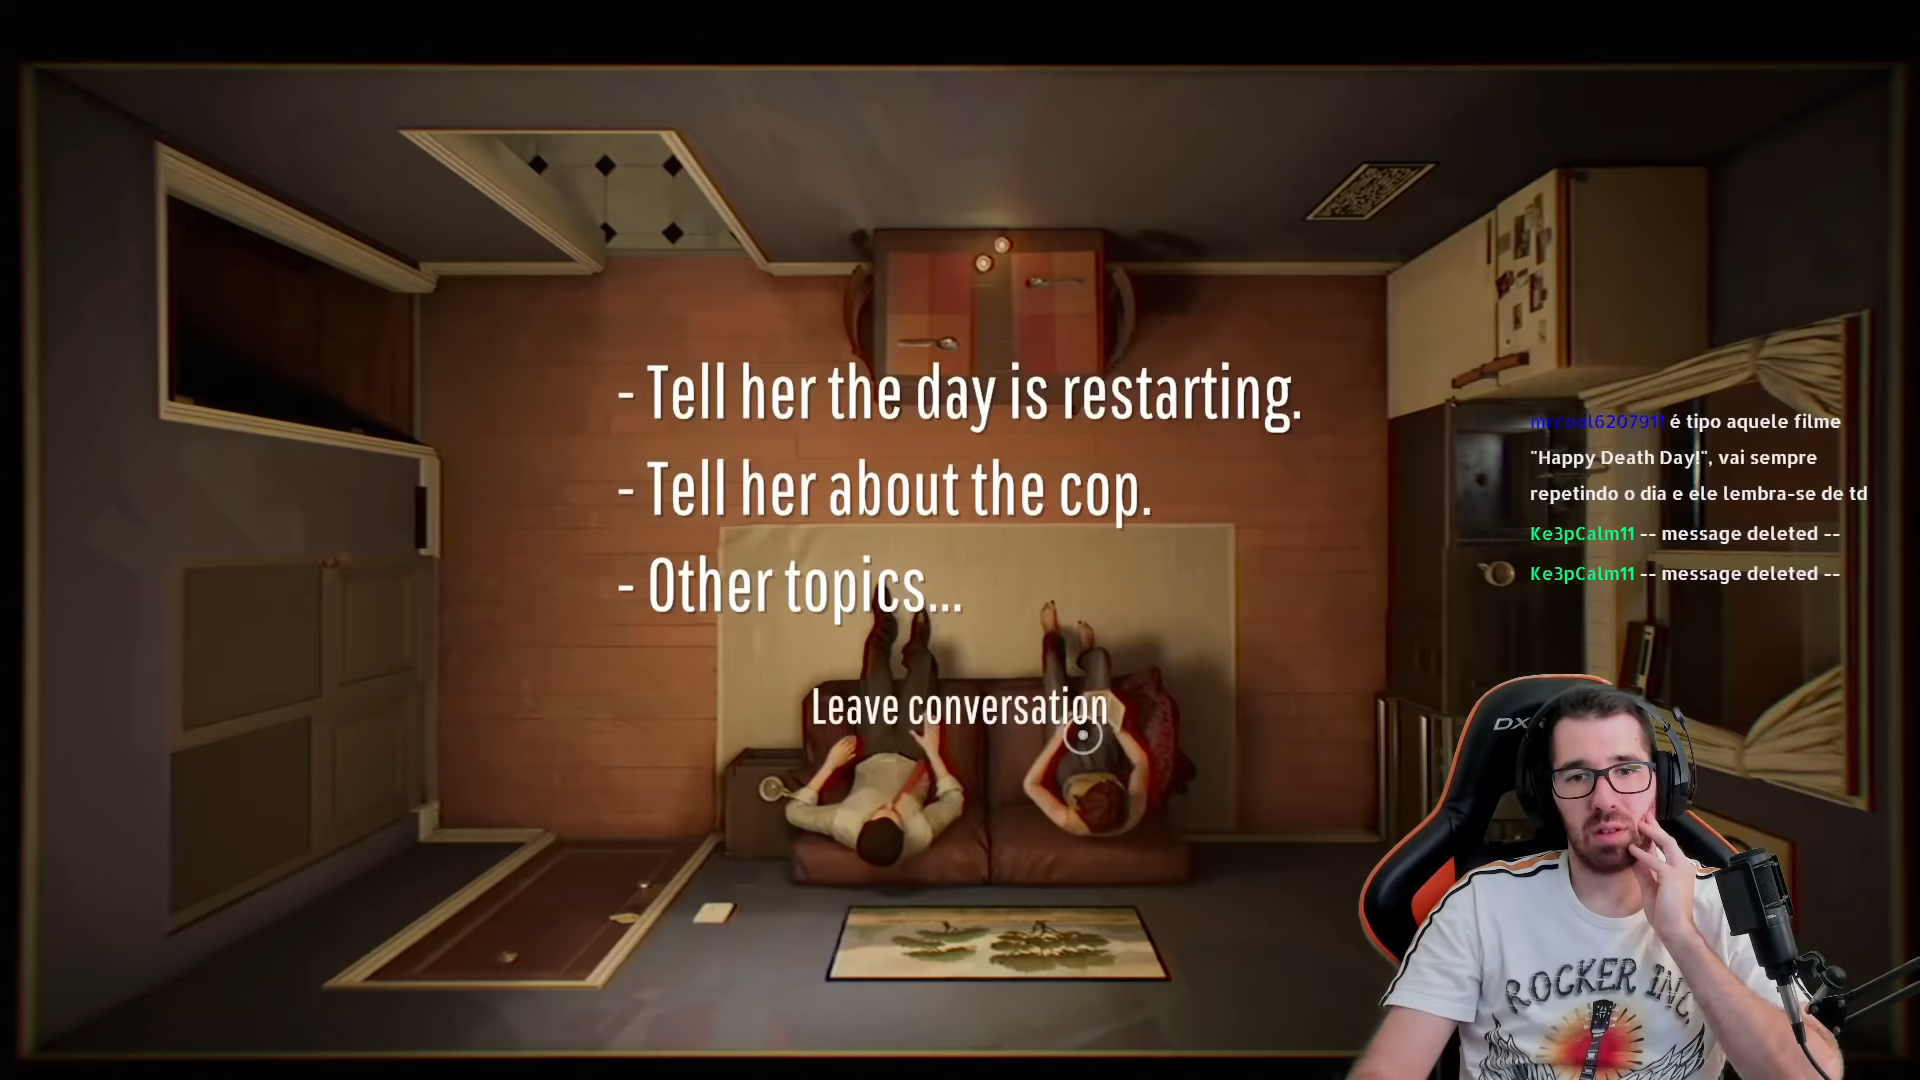 - Tell her the day is restarting.
- Tell her about the cop.
- Other topics...
Leave conversation
mrcool6207911 é tipo aquele filme
"Happy Death Day!", vai sempre
repetindo o dia e ele lembra-se de td
Ke3pCalm11 -- message deleted --
Ke3pCalm11 -- message deleted --
DX
ROCKER INC.